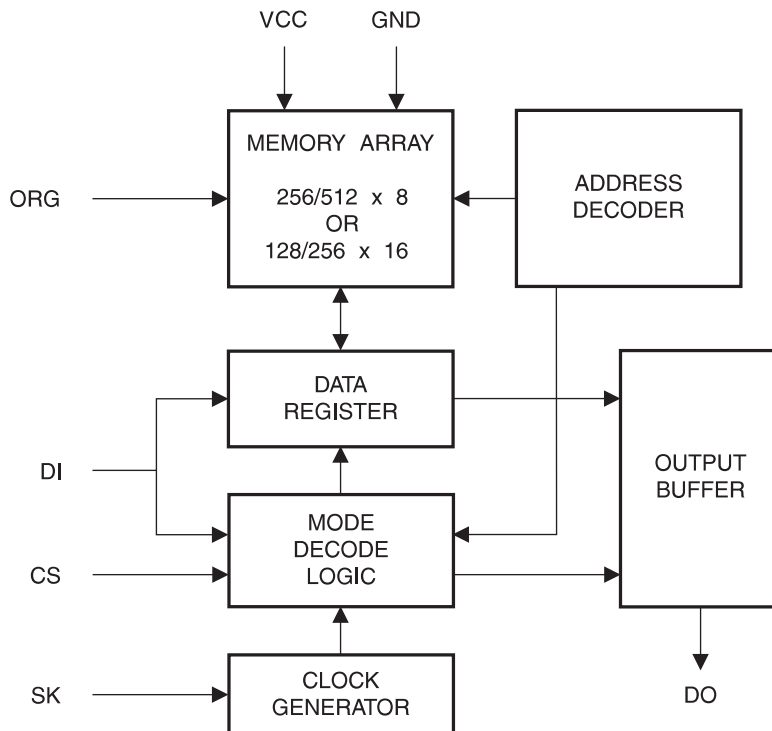 VCC
GND
MEMORY ARRAY
256/512 x 8
OR
128/256 x 16
ORG
ADDRESS
DECODER
DATA
REGISTER
DI
OUTPUT
BUFFER
MODE
DECODE
LOGIC
CS
CLOCK
GENERATOR
SK
DO